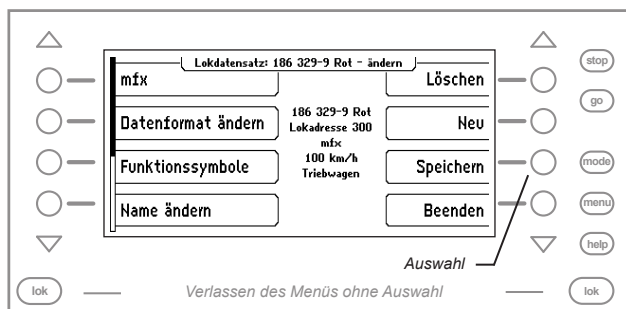 Lokdatensatz: 186 329-9 Rot - ändern
mfx
Datenformat ändern
Funktionssymbole
Name ändern
186 329-9 Rot
Lokadresse 300
mfx
100 km/h
Triebwagen
Löschen
Neu
Speichern
Beenden
stop
go
mode
menu
help
Auswahl
lok
Verlassen des Menüs ohne Auswahl
lok